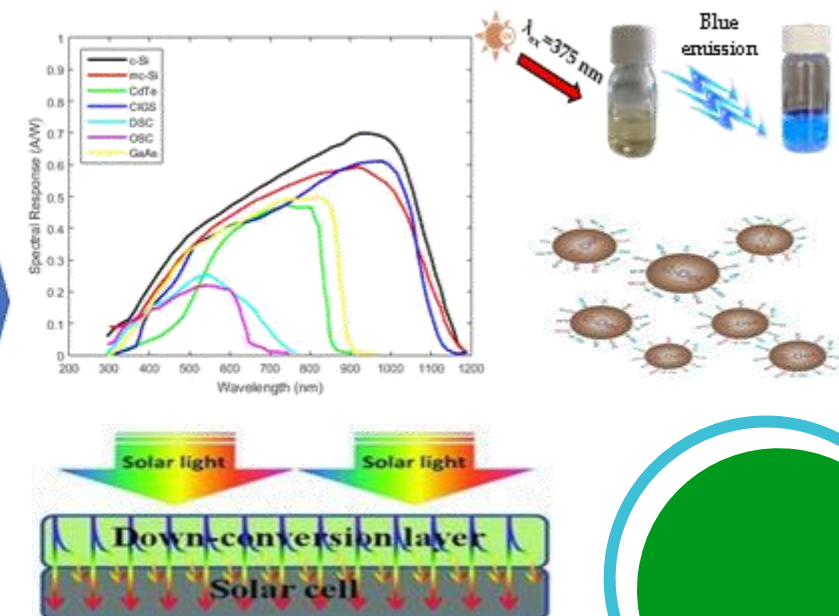 1
0.9
0.8
0.7
0.6
0.5
0.4
0.3
0.2
0.1
0
Spectral Response (A/W)
c-Si
mc-Si
CdTe
CIGS
DSC
OSC
GaAs
200 300 400 500 600 700 800 900 1000 1100 1200
Wavelength (nm)
λex=375 nm
Blue
emission
Solar light Solar light
Down-conversion layer
Solar cell